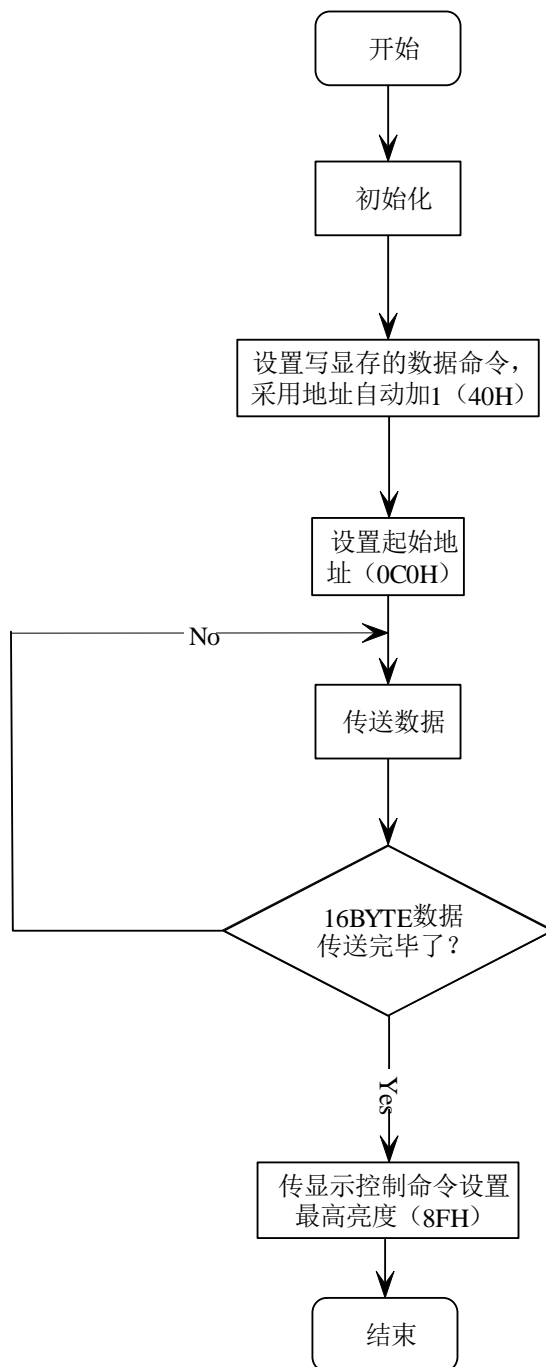 开始
初始化
设置写显存的数据命令，
采用地址自动加1（40H）
设置起始地
址（0C0H）
No
传送数据
16BYTE数据
传送完毕了？
Yes
传显示控制命令设置
最高亮度（8FH）
结束